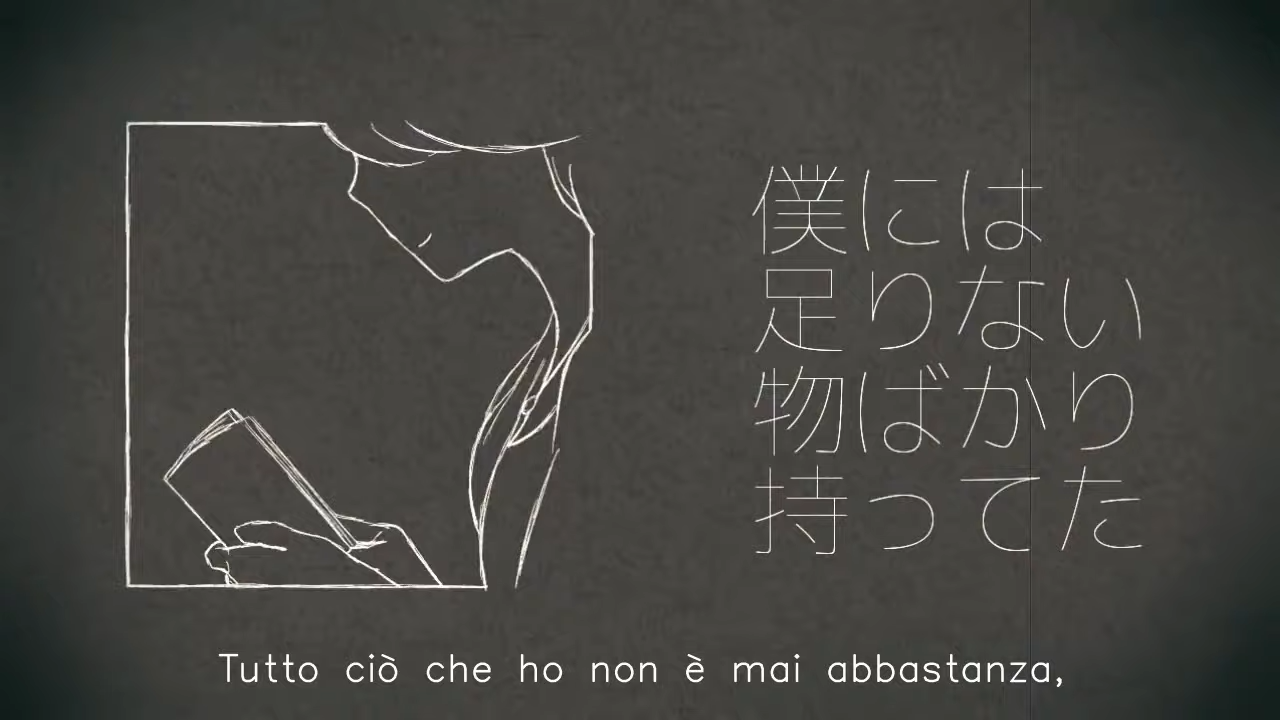 僕には
足りない
物ばかり
持ってた
Tutto ciò che ho non è mai abbastanza,